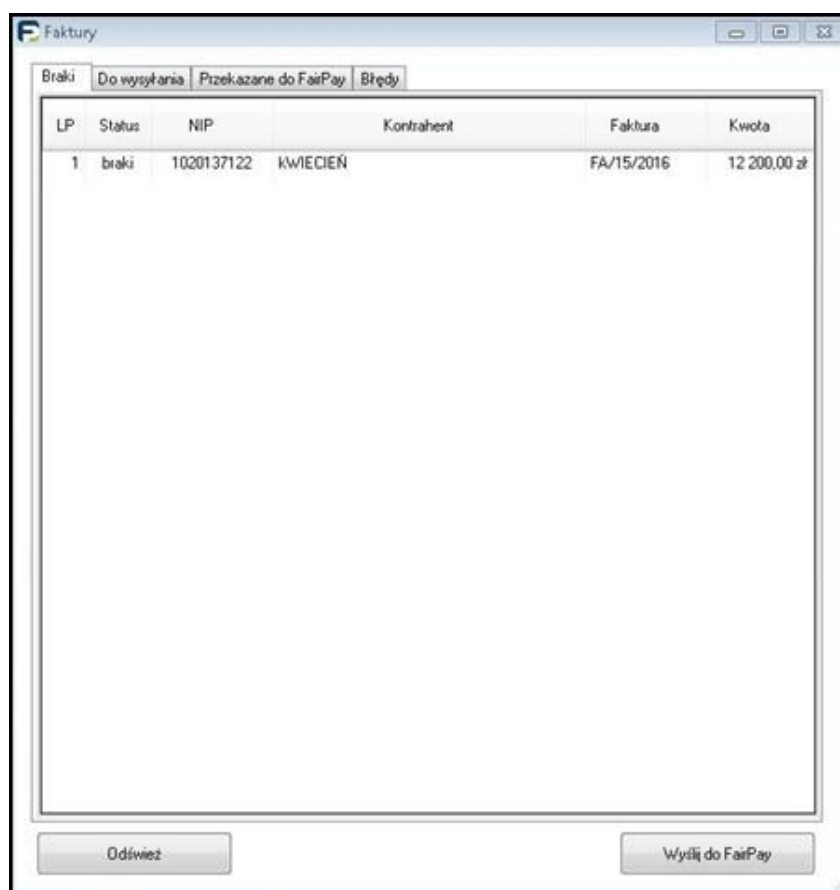 Faktury
Braki Do wysyłania Przekazane do FairPay Błędy
LP Status NIP Kontrahent Faktura Kwota
1 braki 1020137122 kWIECIEŃ FA/15/2016 12 200,00 zł
Odśwież Wyślij do FairPay